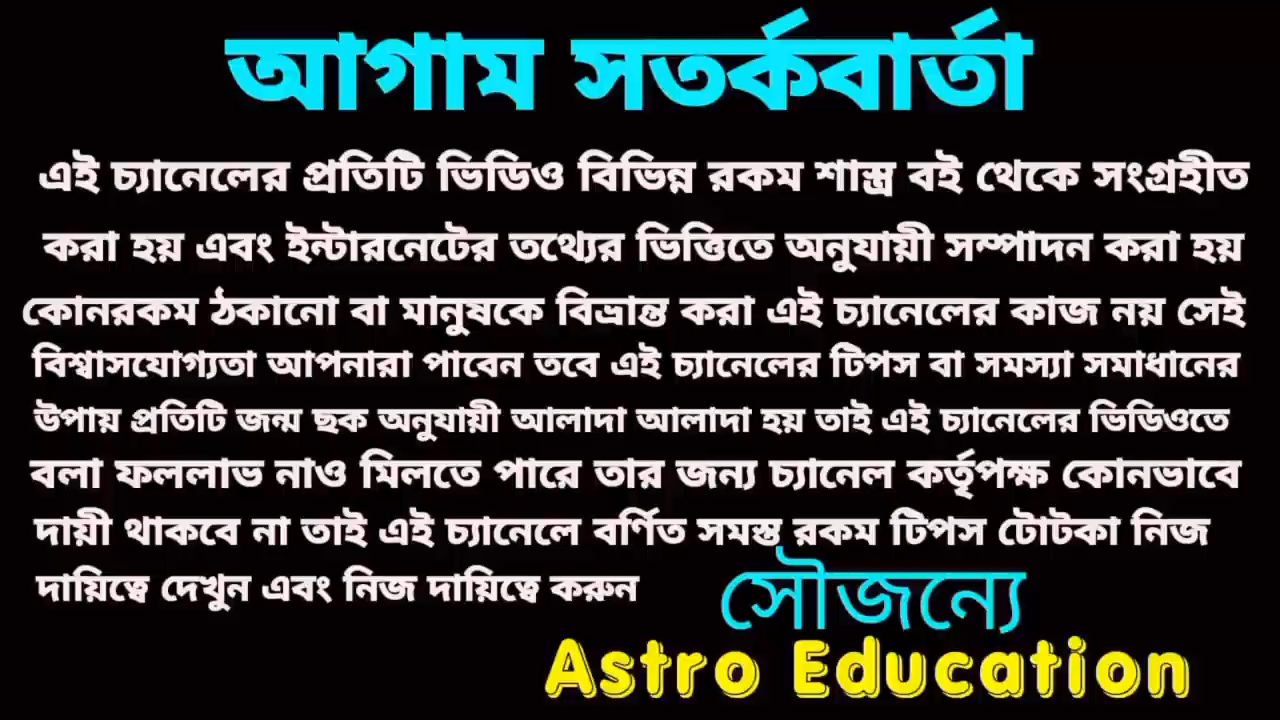 আগাম সতর্কবার্তা
এই চ্যানেলের প্রতিটি ভিডিও বিভিন্ন রকম শাস্ত্র বই থেকে সংগ্রহীত
করা হয় এবং ইন্টারনেটের তথ্যের ভিত্তিতে অনুযায়ী সম্পাদন করা হয়
কোনরকম ঠকানো বা মানুষকে বিভ্রান্ত করা এই চ্যানেলের কাজ নয় সেই
বিশ্বাসযোগ্যতা আপনারা পাবেন তবে এই চ্যানেলের টিপস বা সমস্যা সমাধানের
উপায় প্রতিটি জন্ম ছক অনুযায়ী আলাদা আলাদা হয় তাই এই চ্যানেলের ভিডিওতে
বলা ফললাভ নাও মিলতে পারে তার জন্য চ্যানেল কর্তৃপক্ষ কোনভাবে
দায়ী থাকবে না তাই এই চ্যানেলে বর্ণিত সমস্ত রকম টিপস টোটকা নিজ
দায়িত্বে দেখুন এবং নিজ দায়িত্বে করুন
সৌজন্যে
Astro Education